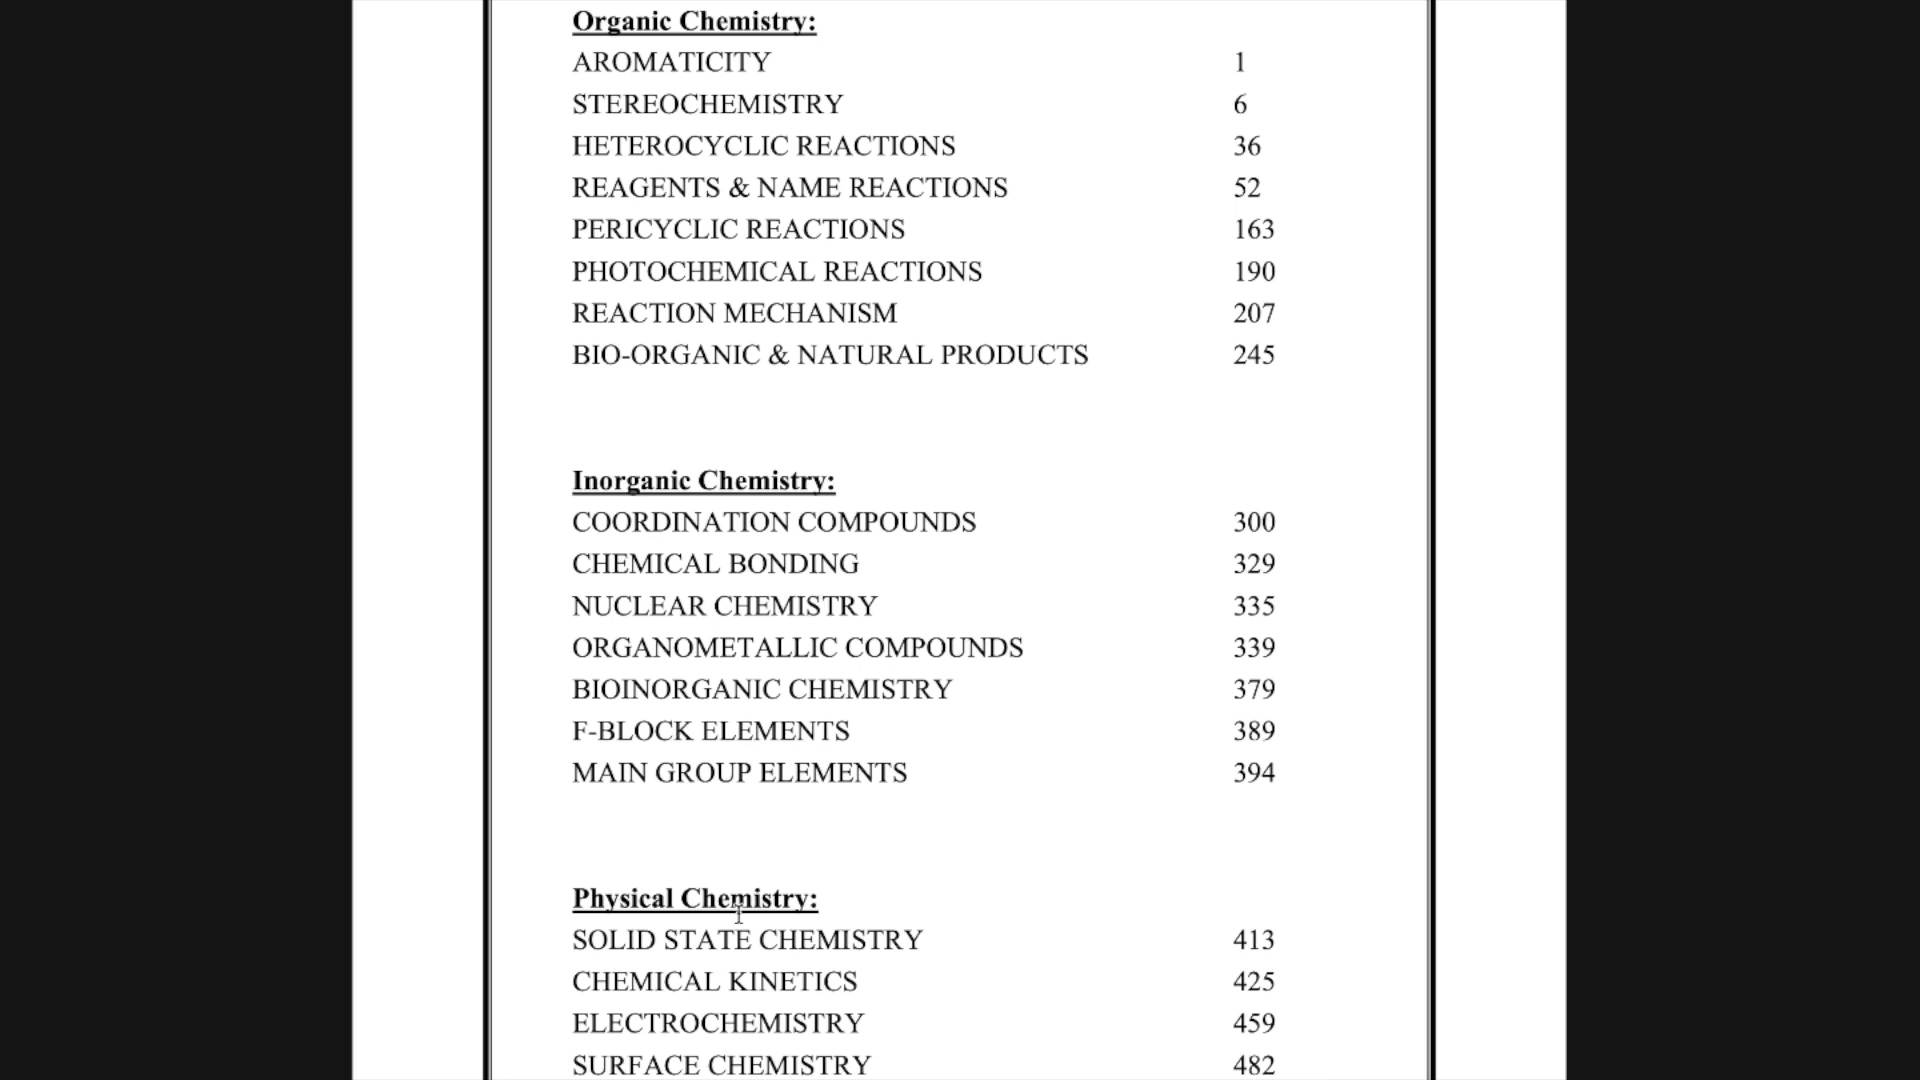 Organic Chemistry:
AROMATICITY 1
STEREOCHEMISTRY 6
HETEROCYCLIC REACTIONS 36
REAGENTS & NAME REACTIONS 52
PERICYCLIC REACTIONS 163
PHOTOCHEMICAL REACTIONS 190
REACTION MECHANISM 207
BIO-ORGANIC & NATURAL PRODUCTS 245
Inorganic Chemistry:
COORDINATION COMPOUNDS 300
CHEMICAL BONDING 329
NUCLEAR CHEMISTRY 335
ORGANOMETALLIC COMPOUNDS 339
BIOINORGANIC CHEMISTRY 379
F-BLOCK ELEMENTS 389
MAIN GROUP ELEMENTS 394
Physical Chemistry:
SOLID STATE CHEMISTRY 413
CHEMICAL KINETICS 425
ELECTROCHEMISTRY 459
SURFACE CHEMISTRY 482